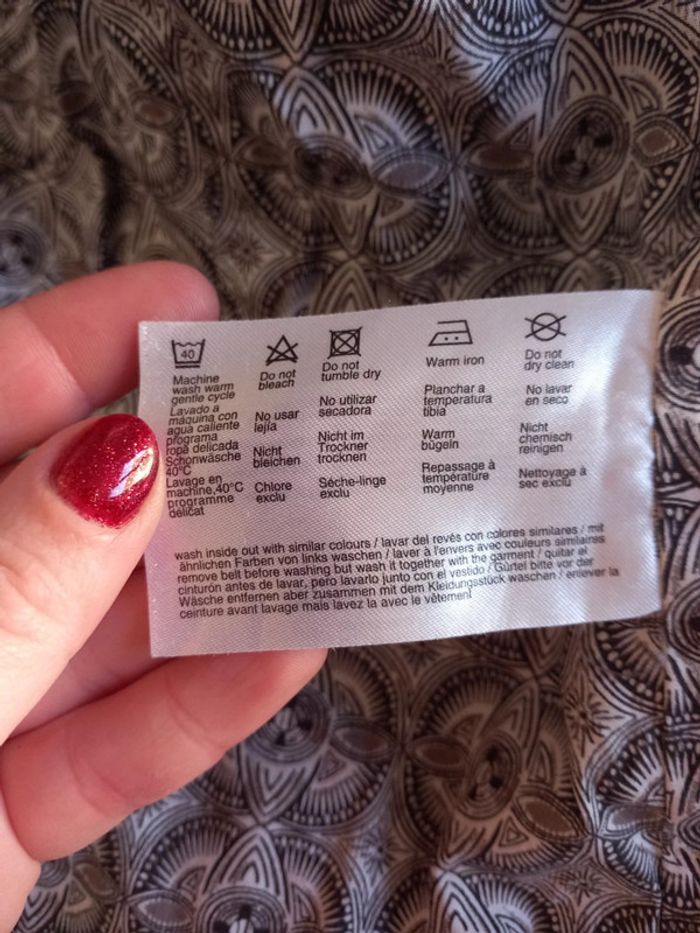 40
Machine
wash warm
gentle cycle
Lavado a
máquina con
agua caliente
programa
ropa delicada
Schonwäsche
40°C
Lavage en
machine,40°C
programme
délicat
Do not
bleach
No usar
lejía
Nicht
bleichen
Chlore
exclu
Do not
tumble dry
No utilizar
secadora
Nicht im
Trockner
trocknen
Séche-linge
exclu
Warm iron
Planchar a
temperatura
tibia
Warm
bügeln
Repassage à
température
moyenne
Do not
dry clean
No lavar
en seco
Nicht
chemisch
reinigen
Nettoyage à
sec exclu
wash inside out with similar colours / lavar del revés con colores similares / mit
ähnlichen Farben von links waschen / laver à l'envers avec couleurs similaires
remove belt before washing but wash it together with the garment / quitar el
cinturón antes de lavar, pero lavarlo junto con el vestido / Gürtel bitte vor der
Wäsche entfernen aber zusammen mit dem Kleidungsstück waschen / enlever la
ceinture avant lavage mais lavez la avec le vêtement